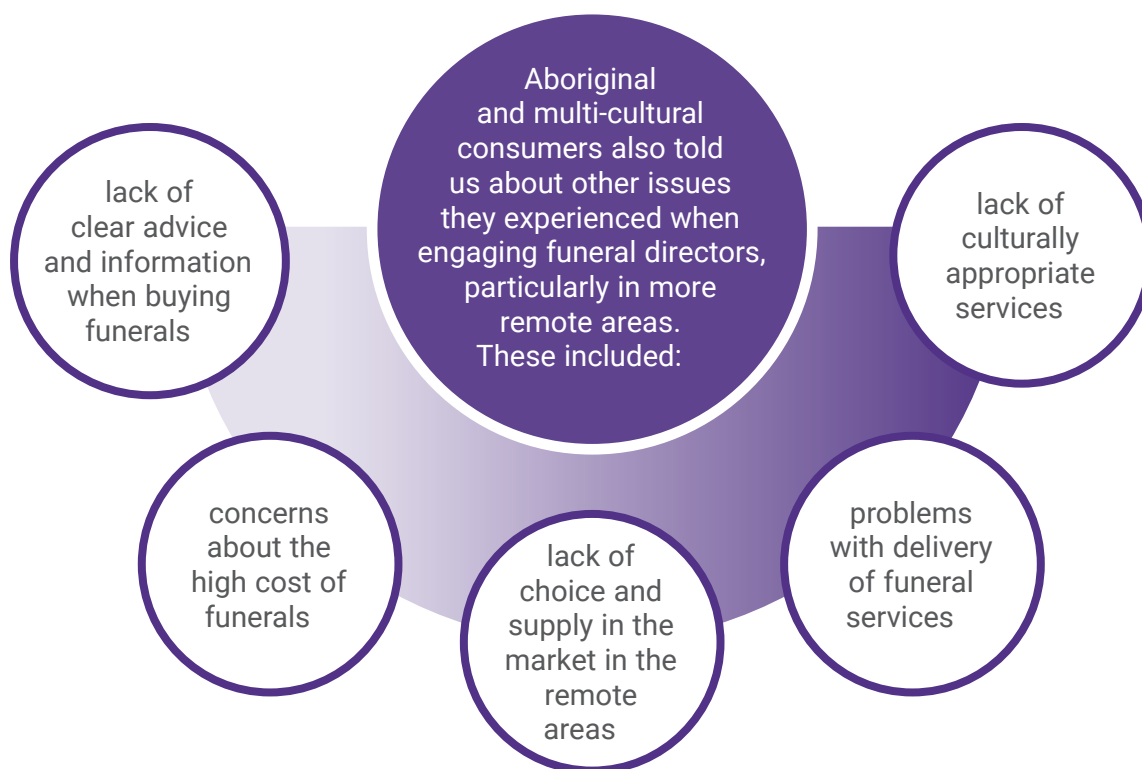 Aboriginal
and multi-cultural
consumers also told
us about other issues
they experienced when
engaging funeral directors,
particularly in more
remote areas.
These included:
lack of
clear advice
and information
when buying
funerals
concerns
about the
high cost of
funerals
lack of
choice and
supply in the
market in the
remote
areas
problems
with delivery
of funeral
services
lack of
culturally
appropriate
services